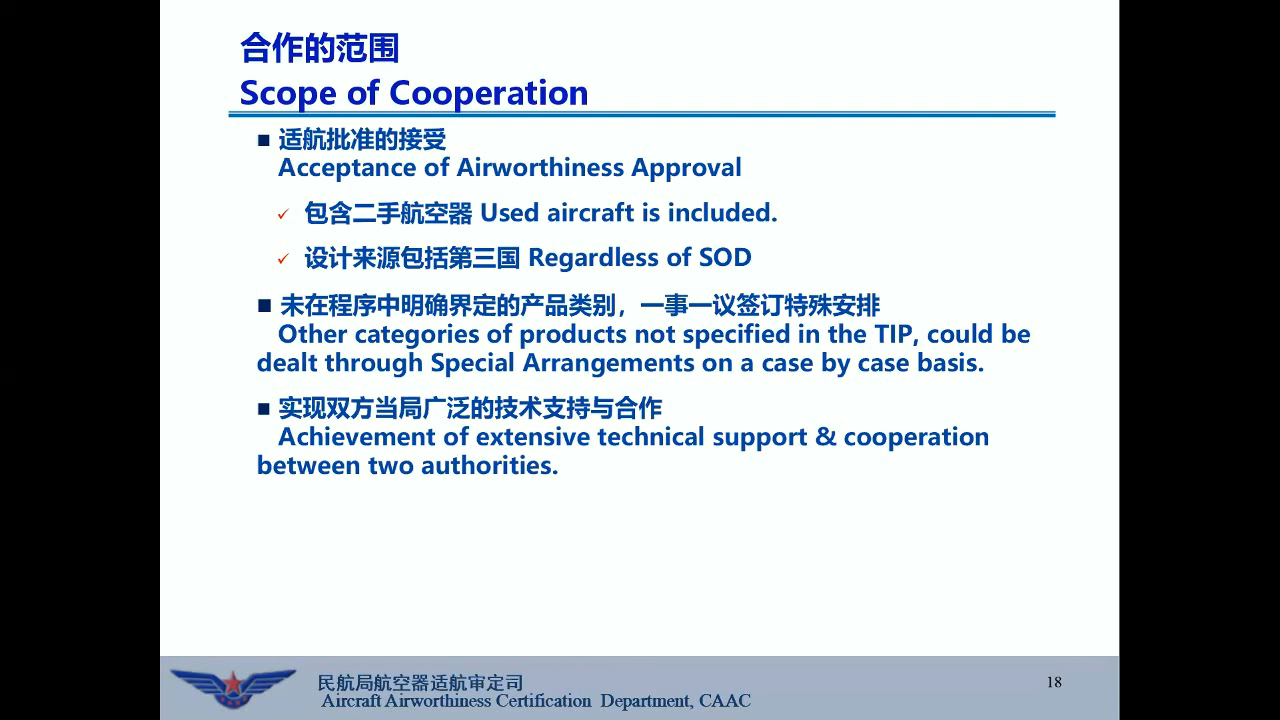 合作的范围
Scope of Cooperation
适航批准的接受
Acceptance of Airworthiness Approval
包含二手航空器 Used aircraft is included.
设计来源包括第三国 Regardless of SOD
未在程序中明确界定的产品类别，一事一议签订特殊安排
Other categories of products not specified in the TIP, could be
dealt through Special Arrangements on a case by case basis.
实现双方当局广泛的技术支持与合作
Achievement of extensive technical support & cooperation
between two authorities.
民航局航空器适航审定司
Aircraft Airworthiness Certification Department, CAAC
18